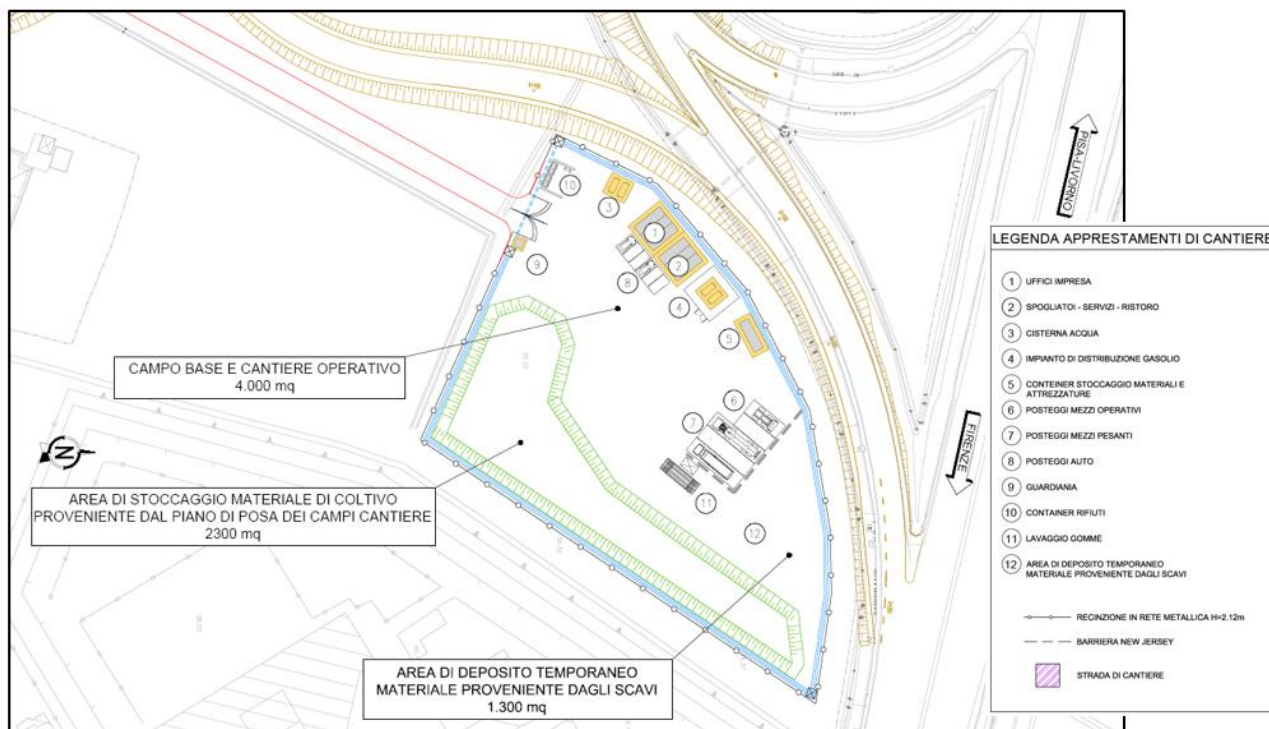 PISA-LIVORNO
FIRENZE
N
10
3
1
2
9
8
4
5
6
7
11
12
CAMPO BASE E CANTIERE OPERATIVO
4.000 mq
AREA DI STOCCAGGIO MATERIALE DI COLTIVO
PROVENIENTE DAL PIANO DI POSA DEI CAMPI CANTIERE
2300 mq
AREA DI DEPOSITO TEMPORANEO
MATERIALE PROVENIENTE DAGLI SCAVI
1.300 mq
LEGENDA APPRESTAMENTI DI CANTIERE
1 UFFICI IMPRESA
2 SPOGLIATOI - SERVIZI - RISTORO
3 CISTERNA ACQUA
4 IMPIANTO DI DISTRIBUZIONE GASOLIO
5 CONTEINER STOCCAGGIO MATERIALI E
ATTREZZATURE
6 POSTEGGI MEZZI OPERATIVI
7 POSTEGGI MEZZI PESANTI
8 POSTEGGI AUTO
9 GUARDIANIA
10 CONTAINER RIFIUTI
11 LAVAGGIO GOMME
12 AREA DI DEPOSITO TEMPORANEO
MATERIALE PROVENIENTE DAGLI SCAVI
RECINZIONE IN RETE METALLICA H=2.12m
BARRIERA NEW JERSEY
STRADA DI CANTIERE